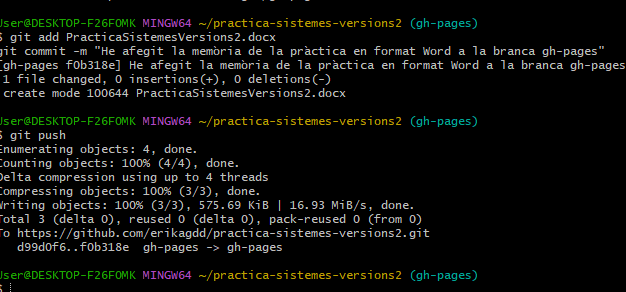 User@DESKTOP-F26FOMK MINGW64 ~/practica-sistemes-versions2 (gh-pages)
$ git add PracticaSistemesVersions2.docx
git commit -m "He afegit la memòria de la pràctica en format Word a la branca gh-pages"
[gh-pages f0b318e] He afegit la memòria de la pràctica en format Word a la branca gh-pages
1 file changed, 0 insertions(+), 0 deletions(-)
create mode 100644 PracticaSistemesVersions2.docx
User@DESKTOP-F26FOMK MINGW64 ~/practica-sistemes-versions2 (gh-pages)
$ git push
Enumerating objects: 4, done.
Counting objects: 100% (4/4), done.
Delta compression using up to 4 threads
Compressing objects: 100% (3/3), done.
Writing objects: 100% (3/3), 575.69 KiB | 16.93 MiB/s, done.
Total 3 (delta 0), reused 0 (delta 0), pack-reused 0 (from 0)
To https://github.com/erikagdd/practica-sistemes-versions2.git
d99d0f6..f0b318e  gh-pages -> gh-pages
User@DESKTOP-F26FOMK MINGW64 ~/practica-sistemes-versions2 (gh-pages)
$